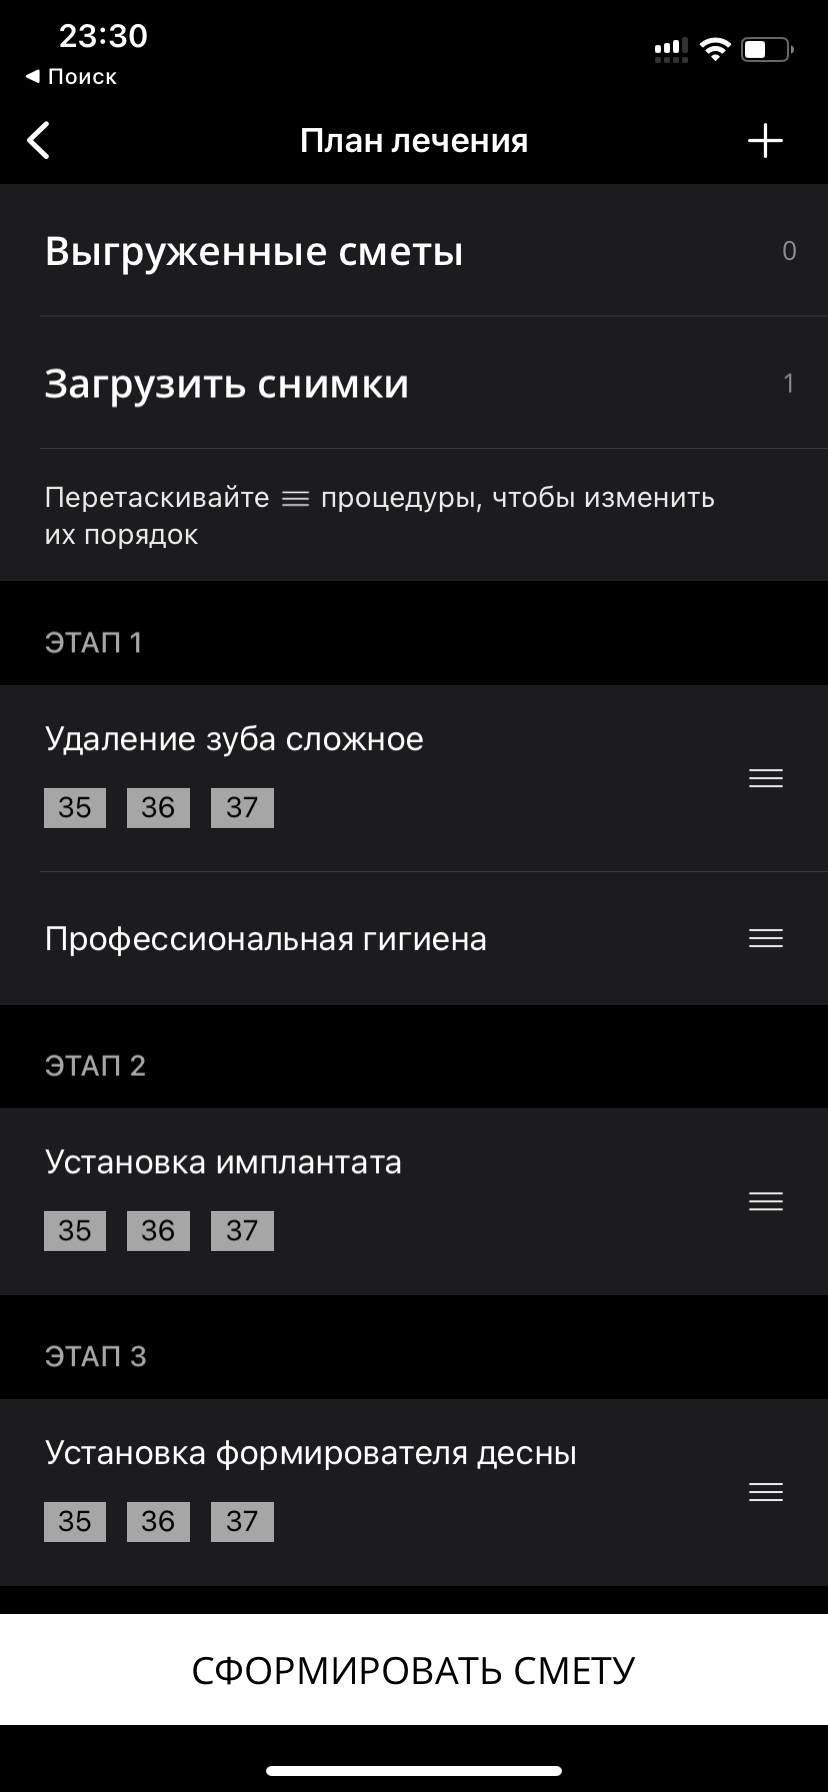 23:30
◀ Поиск
План лечения
Выгруженные сметы 0
Загрузить снимки 1
Перетаскивайте процедуры, чтобы изменить
их порядок
ЭТАП 1
Удаление зуба сложное
35 36 37
Профессиональная гигиена
ЭТАП 2
Установка имплантата
35 36 37
ЭТАП 3
Установка формирователя десны
35 36 37
СФОРМИРОВАТЬ СМЕТУ